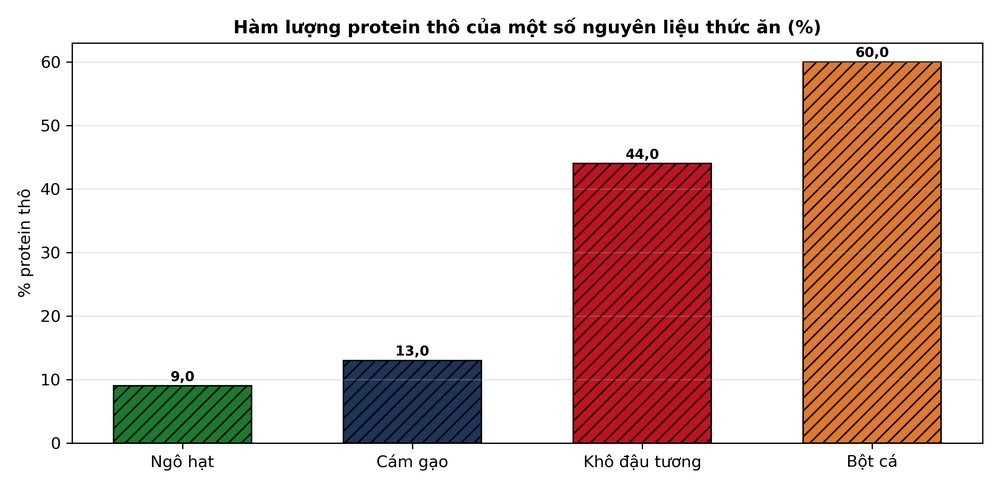 Hàm lượng protein thô của một số nguyên liệu thức ăn (%)
% protein thô
60
50
40
30
20
10
0
9,0
13,0
44,0
60,0
Ngô hạt
Cám gạo
Khô đậu tương
Bột cá